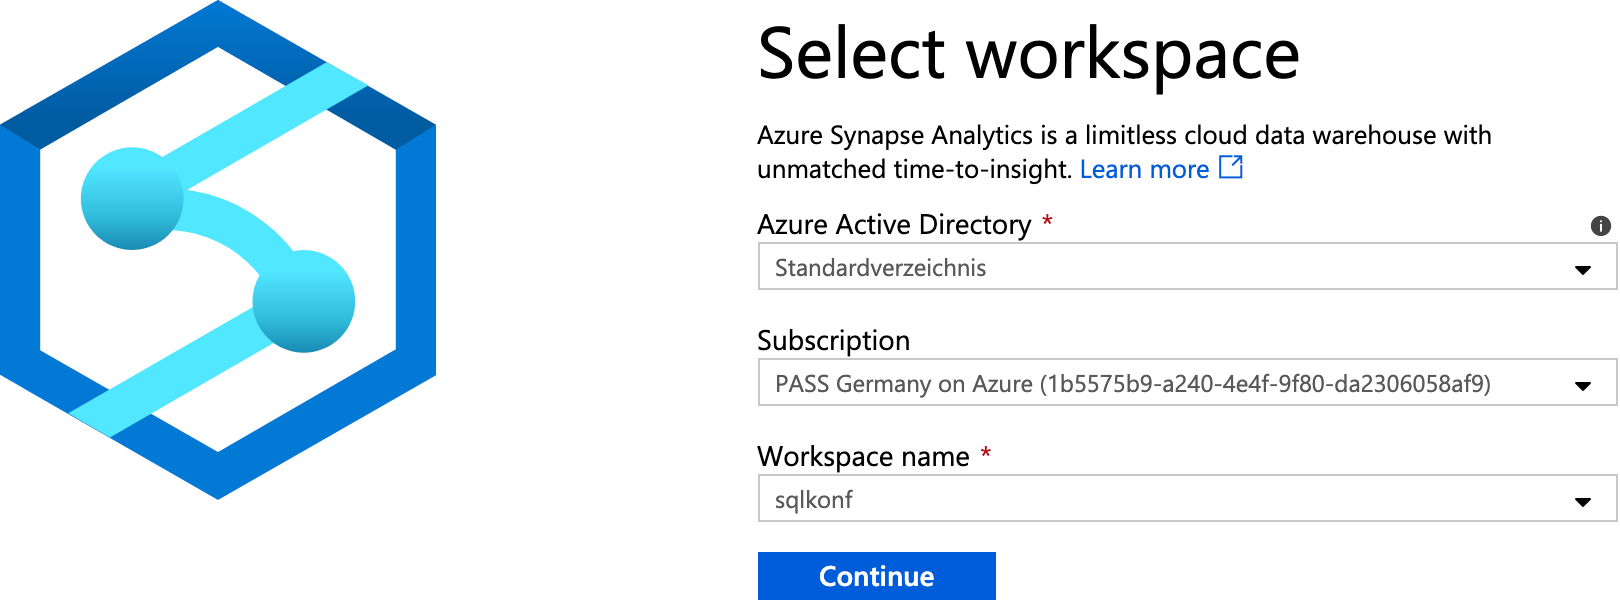 Select workspace
Azure Synapse Analytics is a limitless cloud data warehouse with
unmatched time-to-insight. Learn more
Azure Active Directory *
Standardverzeichnis
Subscription
PASS Germany on Azure (1b5575b9-a240-4e4f-9f80-da2306058af9)
Workspace name *
sqlkonf
Continue